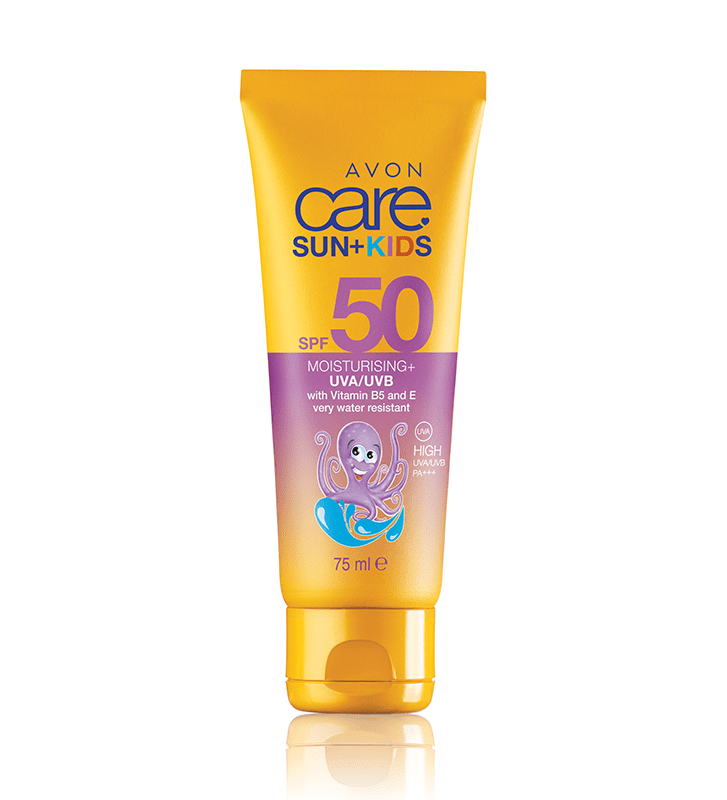 AVON
care
SUN+KIDS
SPF 50
MOISTURISING+
UVA/UVB
with Vitamin B5 and E
very water resistant
UVA
HIGH
UVA/UVB
PA+++
75 ml ℮